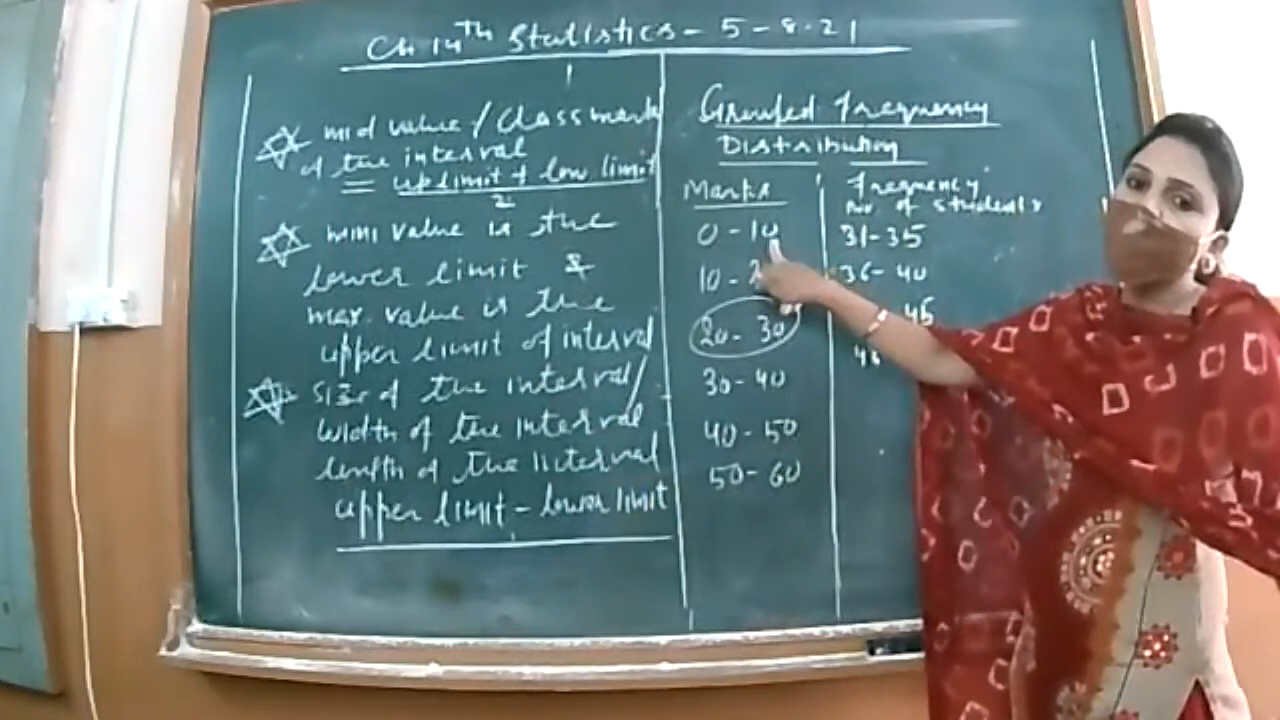 Ch 14th Statistics - 5-8-21
mid value / Class mark
of the interval
= up limit + low limit
2
mini value is the
lower limit &
max. value is the
upper limit of interval
Size of the interval/
width of the interval
length of the interval
upper limit - lower limit
Grouped frequency
Distribution
Marks
frequency
No. of students
0-10
31-35
10-2
36-40
20-30
45
46
30-40
40-50
50-60